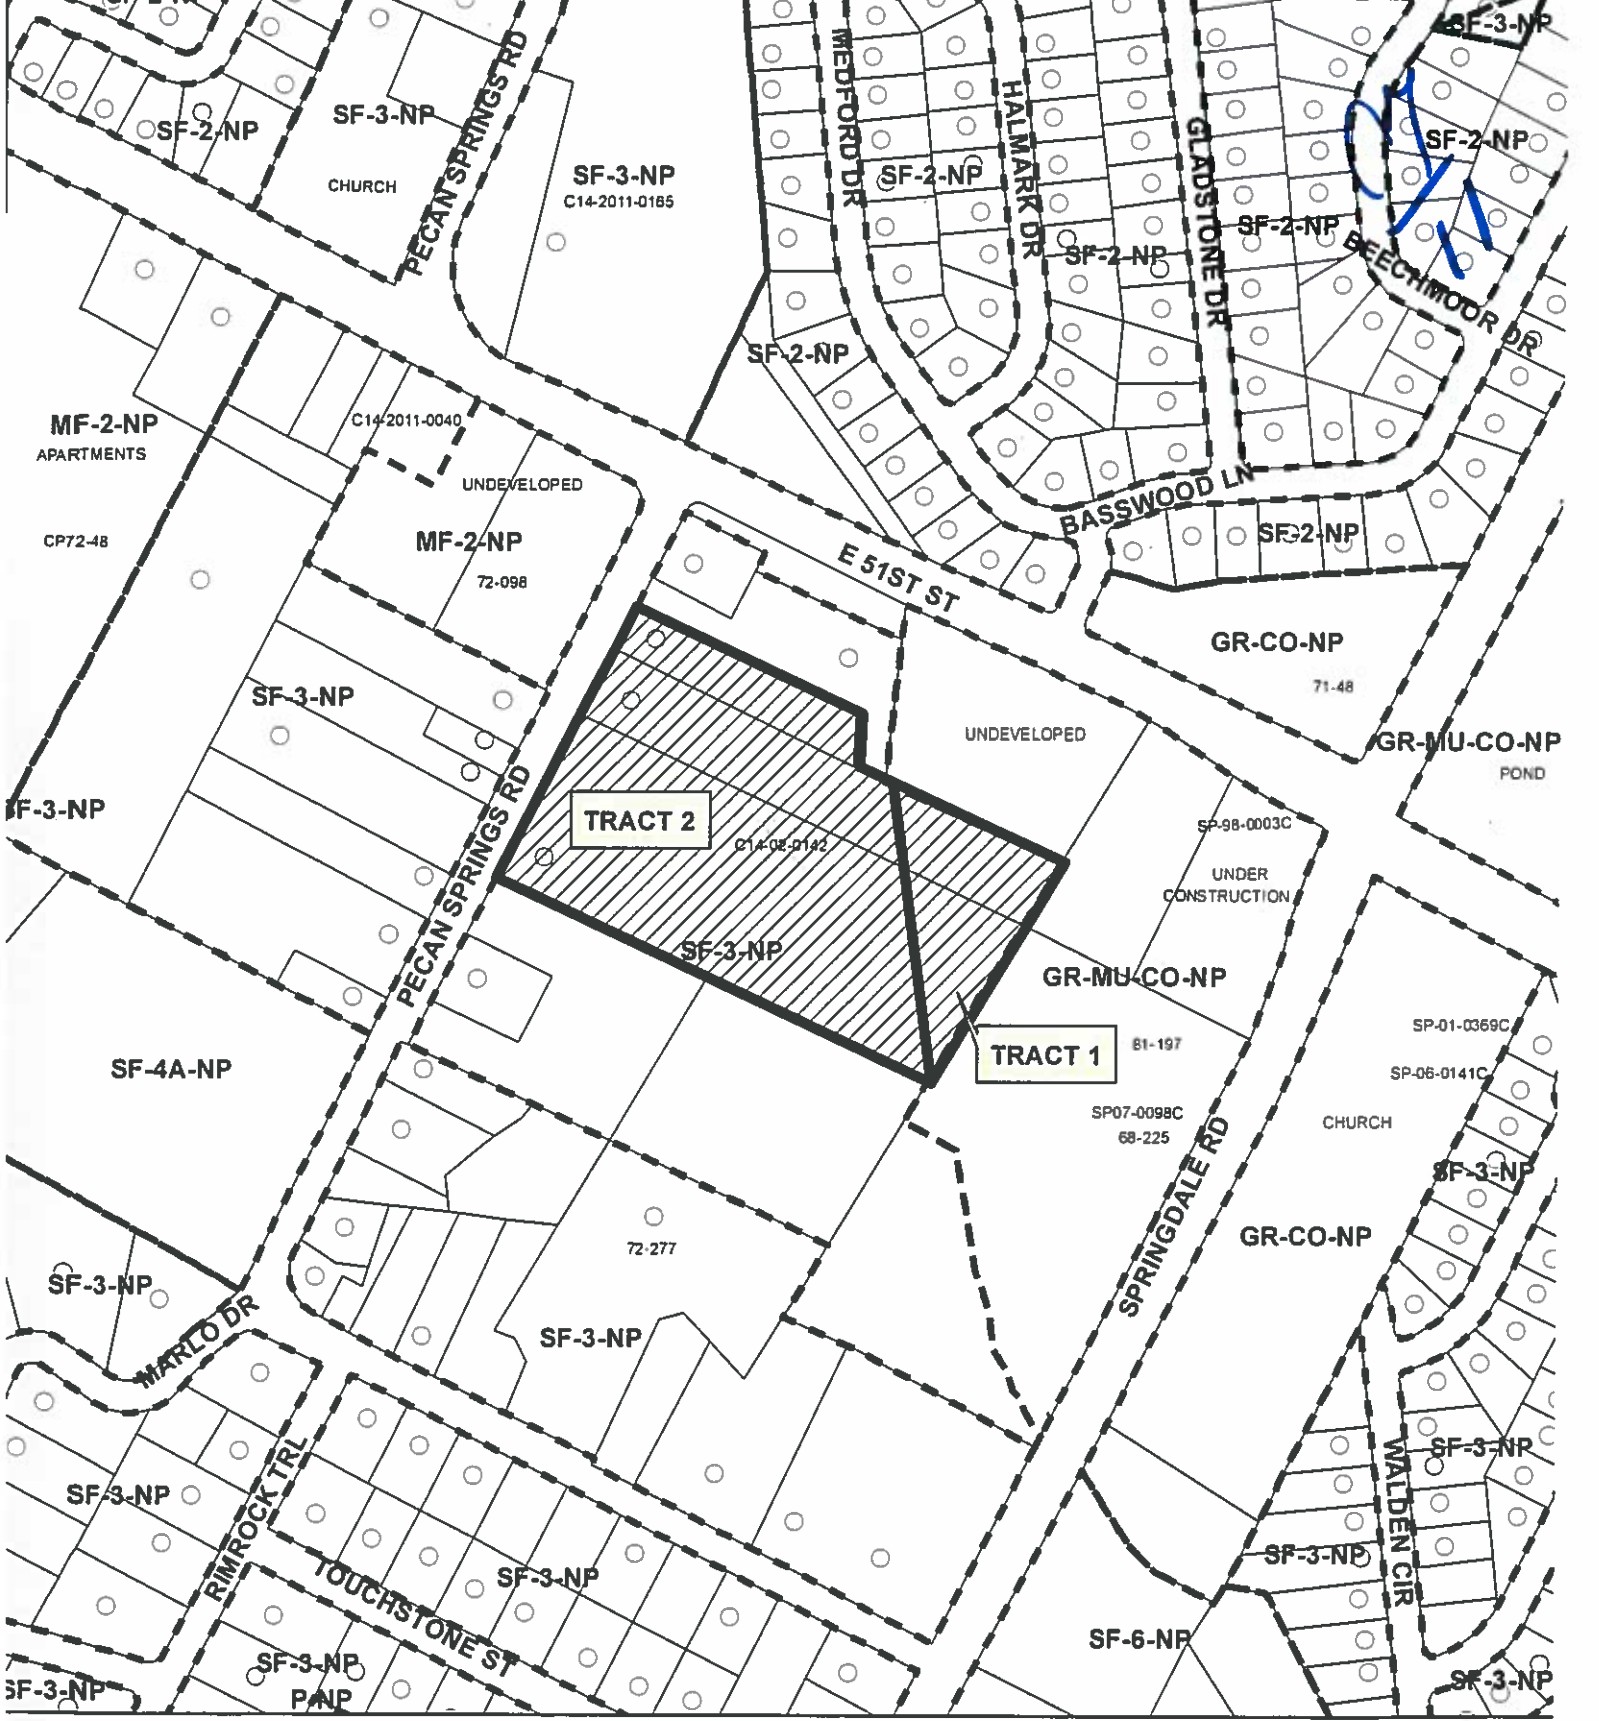 SF-3-NP
SF-2-NP
SF-3-NP
CHURCH
PECAN SPRINGS RD
SF-3-NP
C14-2011-0165
MEDFORD DR
SF-2-NP
HALMARK DR
SF-2-NP
GLADSTONE DR
SF-2-NP
SF-2-NP
BEECHMOOR DR
SF-2-NP
MF-2-NP
APARTMENTS
C14-2011-0040
UNDEVELOPED
CP72-48
MF-2-NP
72-098
BASSWOOD LN
SF-2-NP
E 51ST ST
GR-CO-NP
71-48
SF-3-NP
UNDEVELOPED
GR-MU-CO-NP
POND
SF-3-NP
TRACT 2
C14-02-0142
SP-98-0003C
UNDER
CONSTRUCTION
PECAN SPRINGS RD
SF-3-NP
GR-MU-CO-NP
SP-01-0369C
TRACT 1
81-197
SF-4A-NP
SP-06-0141C
SP07-0098C
68-225
CHURCH
SF-3-NP
SPRINGDALE RD
GR-CO-NP
72-277
SF-3-NP
MARLO DR
SF-3-NP
SF-3-NP
WALDEN CIR
SF-3-NP
RIMROCK TRL
SF-3-NP
SF-3-NP
TOUCHSTONE ST
SF-6-NP
SF-3-NP
P-NP
SF-3-NP
SF-3-NP